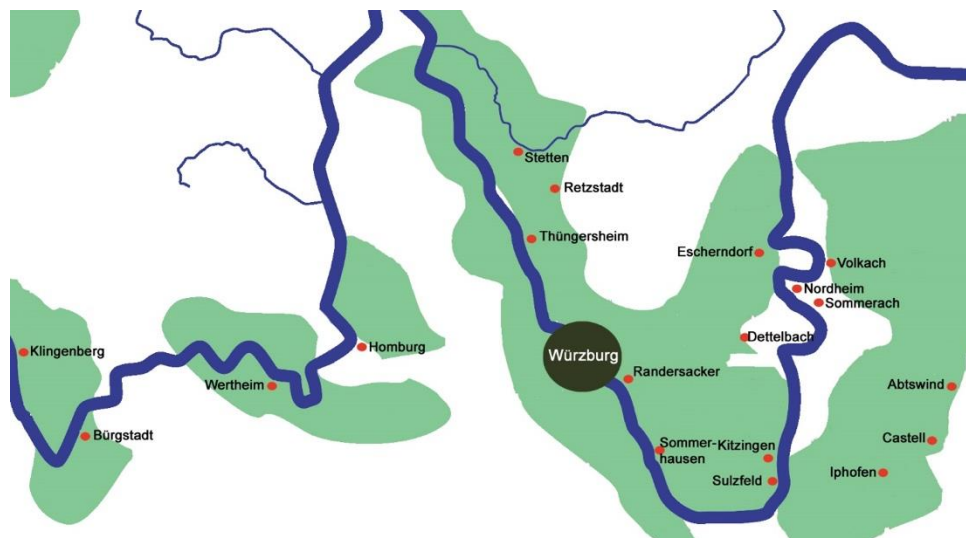 Stetten
Retzstadt
Thüngersheim
Escherndorf
Volkach
Nordheim
Sommerach
Dettelbach
Klingenberg
Homburg
Würzburg
Wertheim
Randersacker
Abtswind
Bürgstadt
Sommer-
hausen
Kitzingen
Castell
Sulzfeld
Iphofen